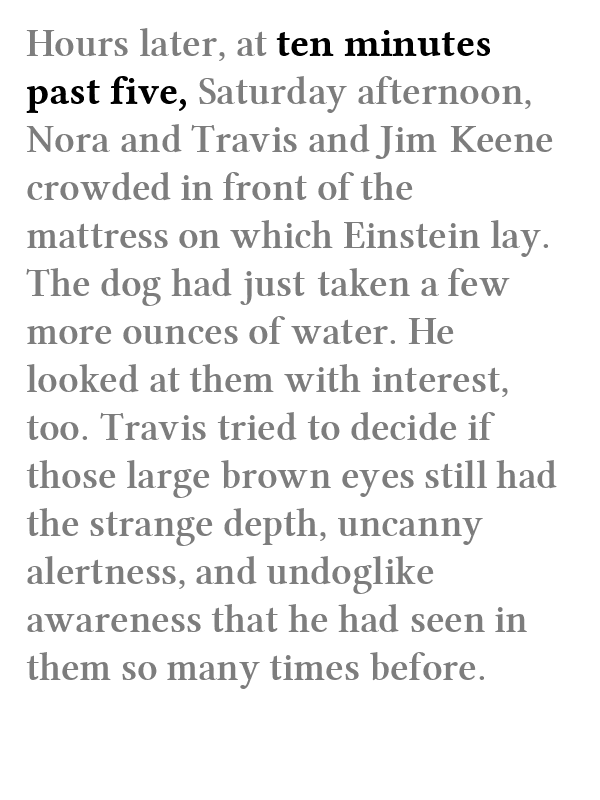 Hours later, at ten minutes
past five, Saturday afternoon,
Nora and Travis and Jim Keene
crowded in front of the
mattress on which Einstein lay.
The dog had just taken a few
more ounces of water. He
looked at them with interest,
too. Travis tried to decide if
those large brown eyes still had
the strange depth, uncanny
alertness, and undoglike
awareness that he had seen in
them so many times before.